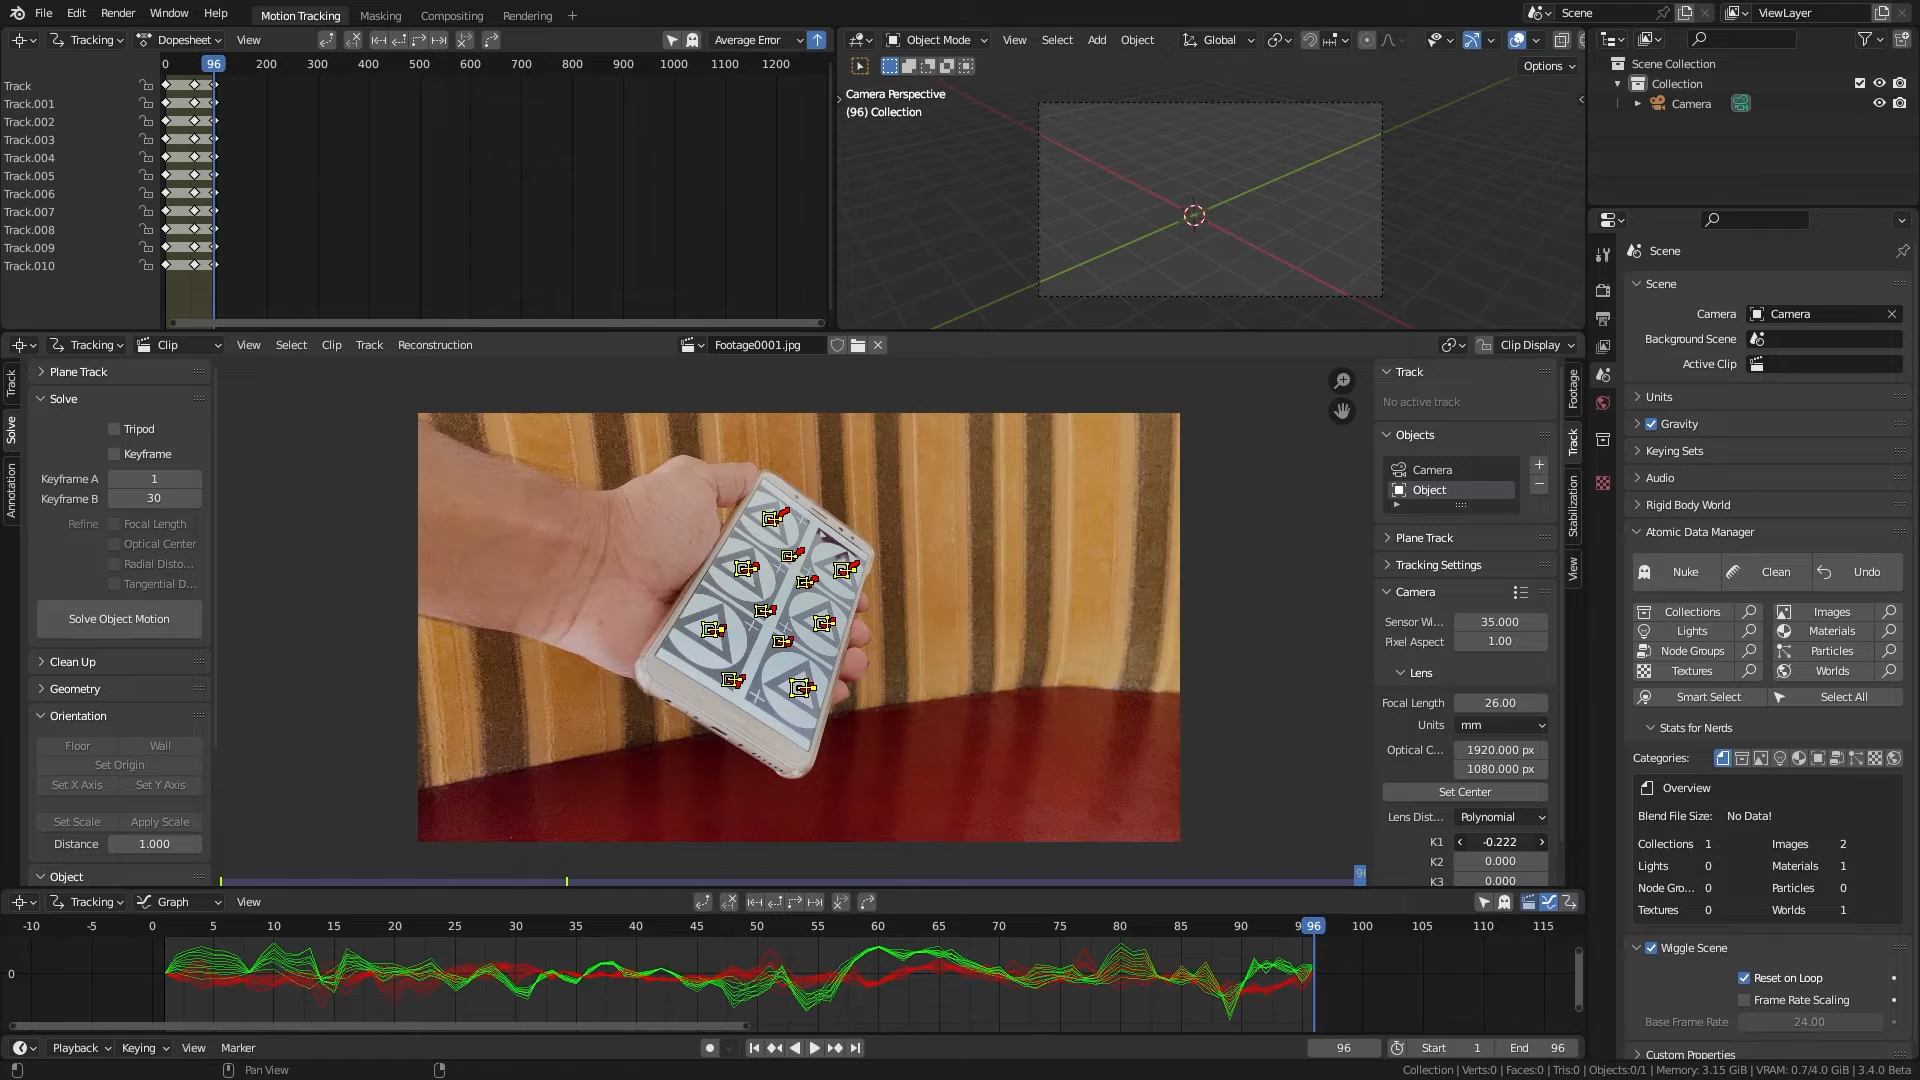 File Edit Render Window Help Motion Tracking Masking Compositing Rendering + Scene ViewLayer
Tracking Dopesheet View Average Error Object Mode View Select Add Object Global
0 96 200 300 400 500 600 700 800 900 1000 1100 1200
Options
Track
Track.001
Track.002
Track.003
Track.004
Track.005
Track.006
Track.007
Track.008
Track.009
Track.010
Camera Perspective
(96) Collection
Scene Collection
Collection
Camera
Tracking Clip View Select Clip Track Reconstruction Footage0001.jpg Clip Display
Track
Solve
Annotation
Plane Track
Solve
Tripod
Keyframe
Keyframe A 1
Keyframe B 30
Refine Focal Length
Optical Center
Radial Disto...
Tangential D...
Solve Object Motion
Clean Up
Geometry
Orientation
Floor Wall
Set Origin
Set X Axis Set Y Axis
Set Scale Apply Scale
Distance 1.000
Object
Track
No active track
Objects
Camera
Object
Plane Track
Tracking Settings
Camera
Sensor Wi... 35.000
Pixel Aspect 1.00
Lens
Focal Length 26.00
Units mm
Optical C... 1920.000 px
1080.000 px
Set Center
Lens Dist... Polynomial
K1 -0.222
K2 0.000
K3 0.000
Footage
Track
Stabilization
View
Scene
Scene
Camera Camera
Background Scene
Active Clip
Units
Gravity
Keying Sets
Audio
Rigid Body World
Atomic Data Manager
Nuke Clean Undo
Collections Images
Lights Materials
Node Groups Particles
Textures Worlds
Smart Select Select All
Stats for Nerds
Categories:
Overview
Blend File Size: No Data!
Collections 1 Images 2
Lights 0 Materials 1
Node Gro... 0 Particles 0
Textures 0 Worlds 1
Wiggle Scene
Reset on Loop
Frame Rate Scaling
Base Frame Rate 24.00
Custom Properties
Tracking Graph View
-10 -5 0 5 10 15 20 25 30 35 40 45 50 55 60 65 70 75 80 85 90 96 100 105 110 115
0
Playback Keying View Marker 96 Start 1 End 96
Pan View Collection | Verts:0 | Faces:0 | Tris:0 | Objects:0/1 | Memory: 3.15 GiB | VRAM: 0.7/4.0 GiB | 3.4.0 Beta